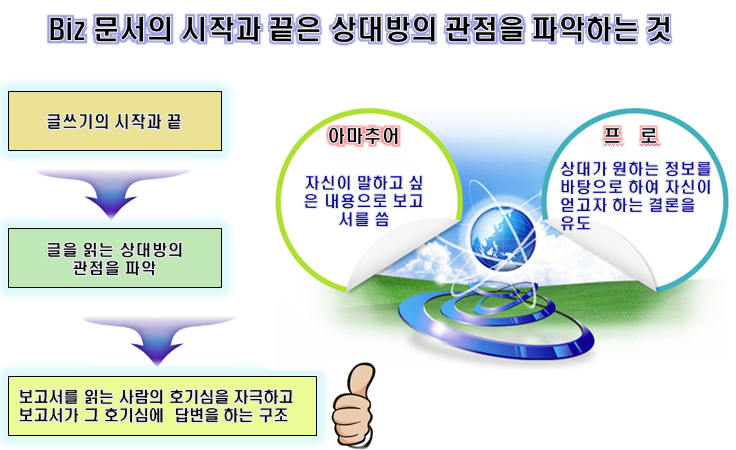 Biz 문서의 시작과 끝은 상대방의 관점을 파악하는 것
글쓰기의 시작과 끝
글을 읽는 상대방의
관점을 파악
보고서를 읽는 사람의 호기심을 자극하고
보고서가 그 호기심에 답변을 하는 구조
아마추어
자신이 말하고 싶
은 내용으로 보고
서를 씀
프 로
상대가 원하는 정보를
바탕으로 하여 자신이
얻고자 하는 결론을
유도